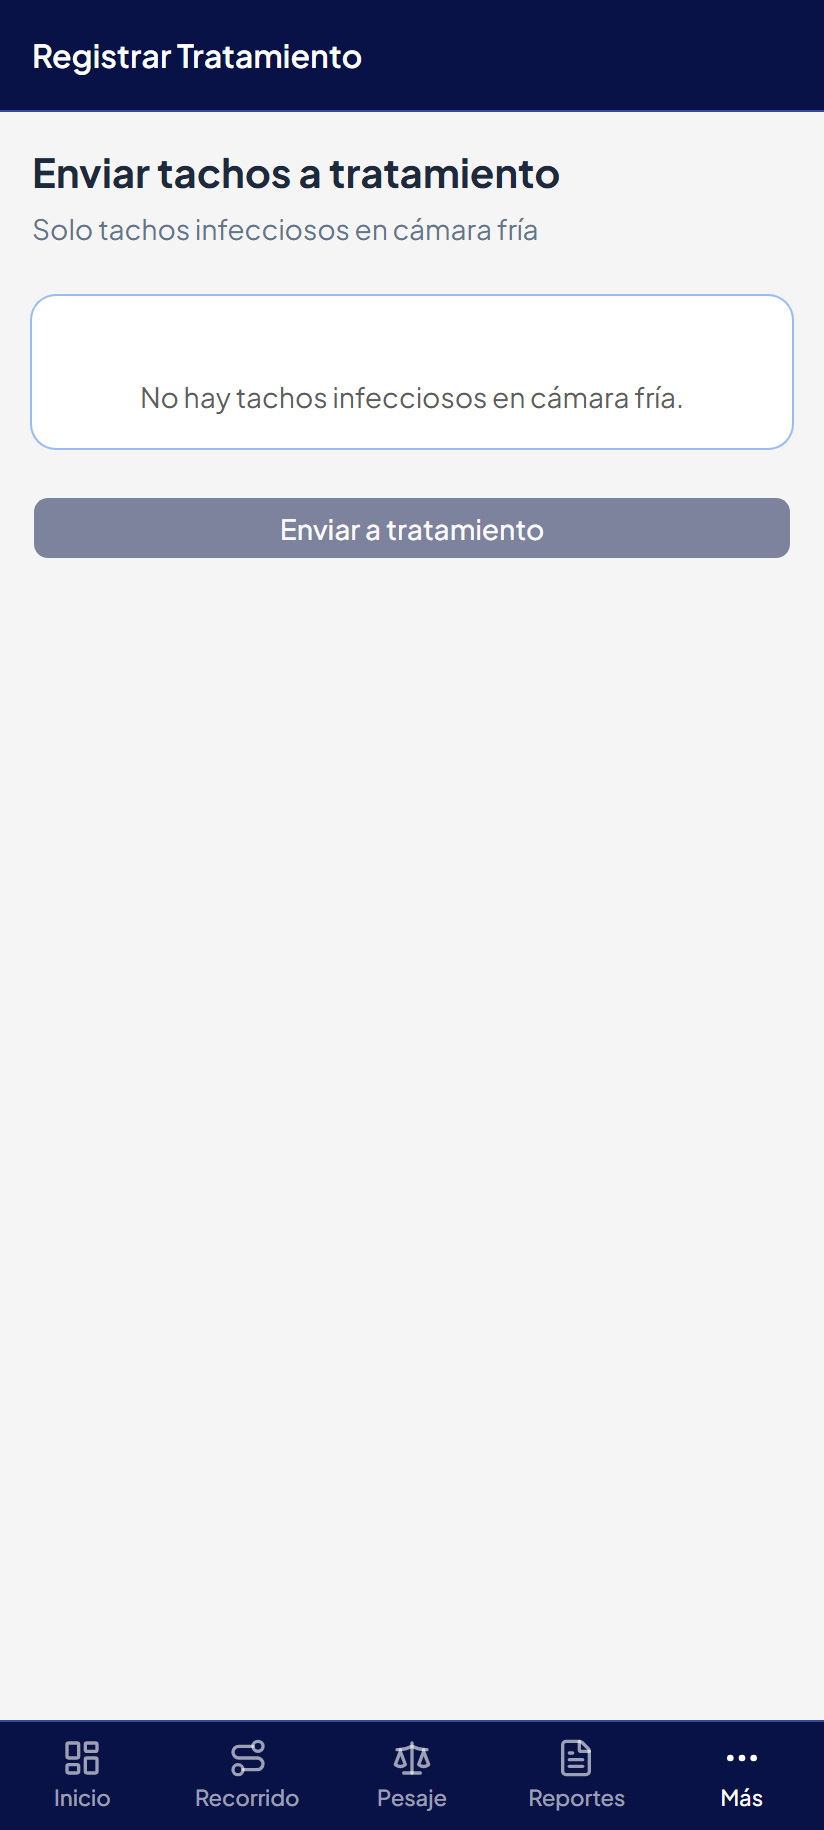 Registrar Tratamiento
Enviar tachos a tratamiento
Solo tachos infecciosos en cámara fría
No hay tachos infecciosos en cámara fría.
Enviar a tratamiento
Inicio
Recorrido
Pesaje
Reportes
Más